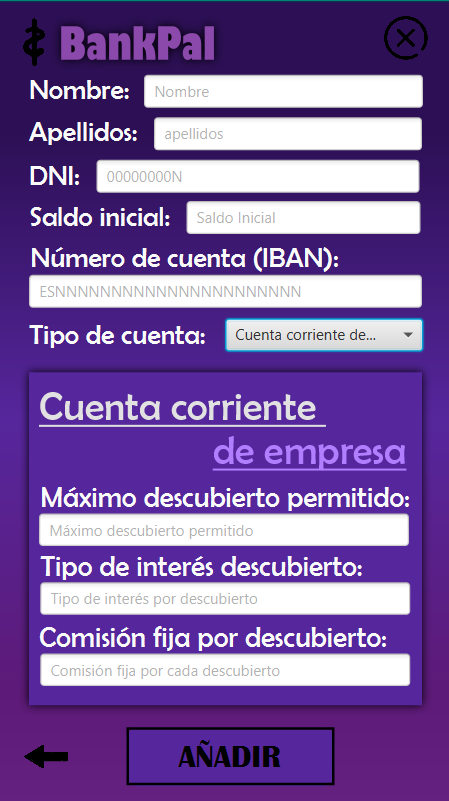 BankPal
Nombre: Nombre
Apellidos: apellidos
DNI: 00000000N
Saldo inicial: Saldo Inicial
Número de cuenta (IBAN):
ESNNNNNNNNNNNNNNNNNNNNNN
Tipo de cuenta: Cuenta corriente de...
Cuenta corriente
de empresa
Máximo descubierto permitido:
Máximo descubierto permitido
Tipo de interés descubierto:
Tipo de interés por descubierto
Comisión fija por descubierto:
Comisión fija por cada descubierto
AÑADIR